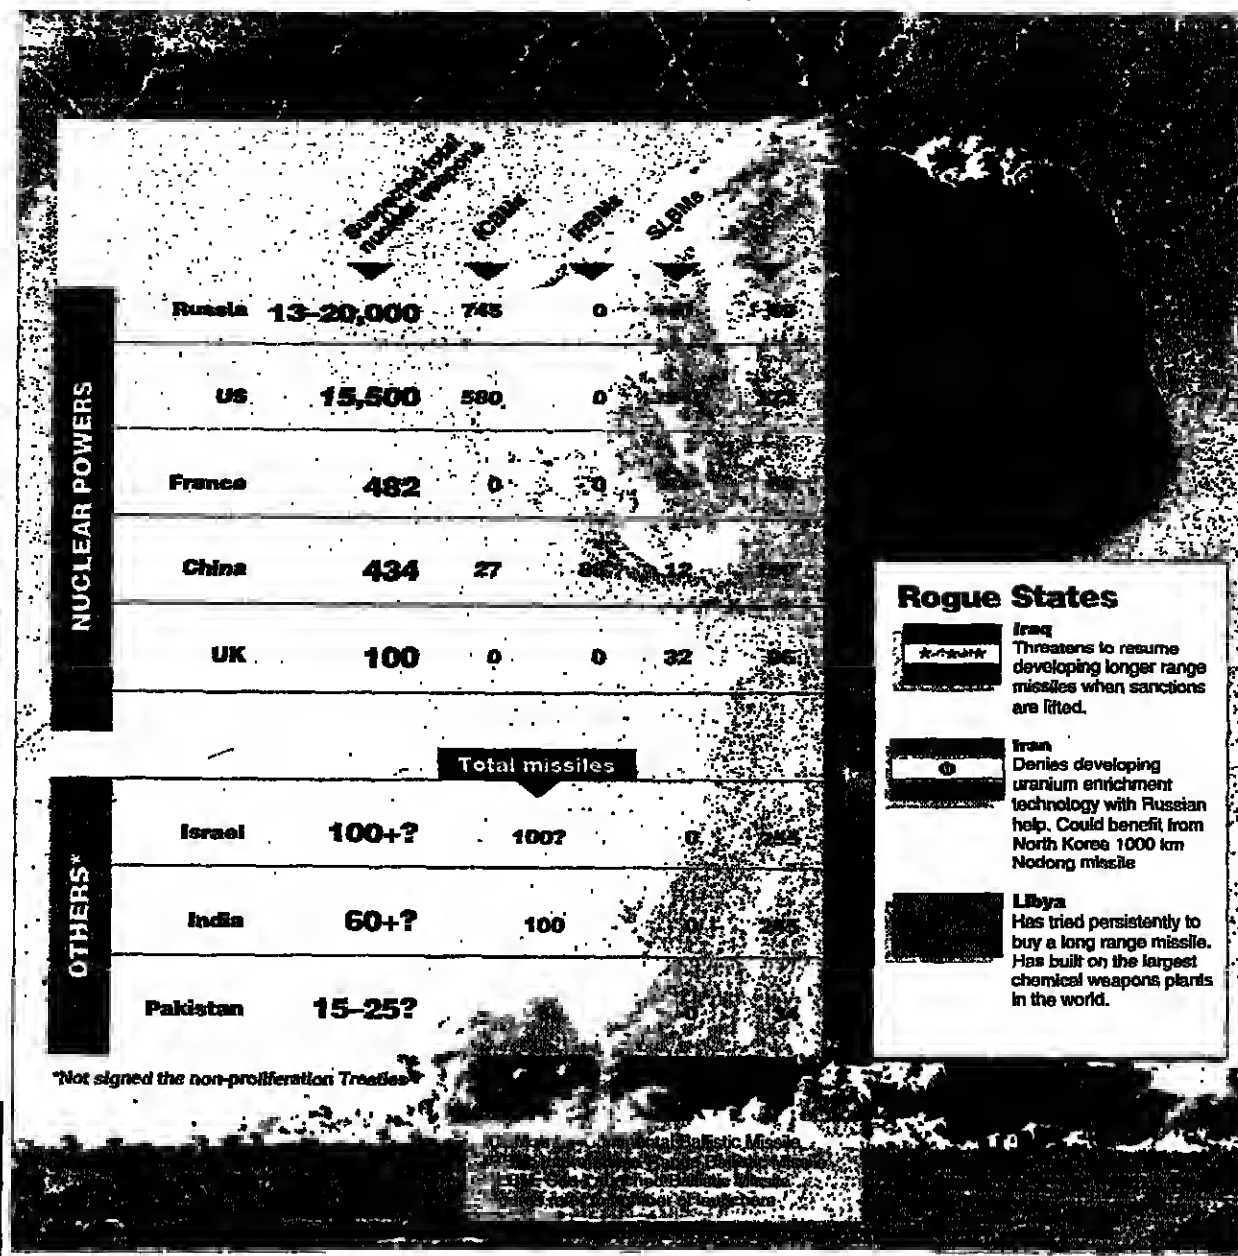 Suspected total
nuclear weapons
ICBMs
IRBMs
SLBMs
NUCLEAR POWERS
Russia 13–20,000 745 0
US 15,500 580 0
France 482 0 0
China 434 27 12
UK 100 0 0 32
Total missiles
OTHERS*
Israel 100+? 100? 0
India 60+? 100 0
Pakistan 15–25? 0
*Not signed the non-proliferation Treaties
Ballistic Missile
Rogue States
Iraq
Threatens to resume
developing longer range
missiles when sanctions
are lifted.
Iran
Denies developing
uranium enrichment
technology with Russian
help. Could benefit from
North Korea 1000 km
Nodong missile
Libya
Has tried persistently to
buy a long range missile.
Has built on the largest
chemical weapons plants
in the world.